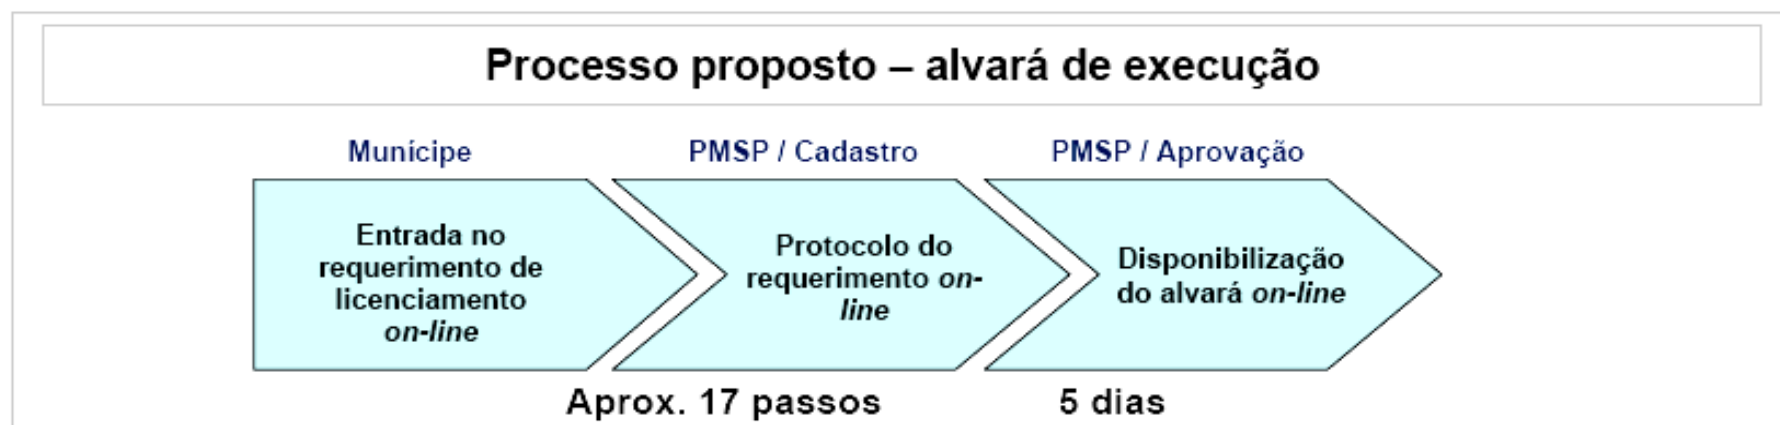 Processo proposto – alvará de execução
Munícipe
PMSP / Cadastro
PMSP / Aprovação
Entrada no
requerimento de
licenciamento
on-line
Protocolo do
requerimento on-
line
Disponibilização
do alvará on-line
Aprox. 17 passos
5 dias